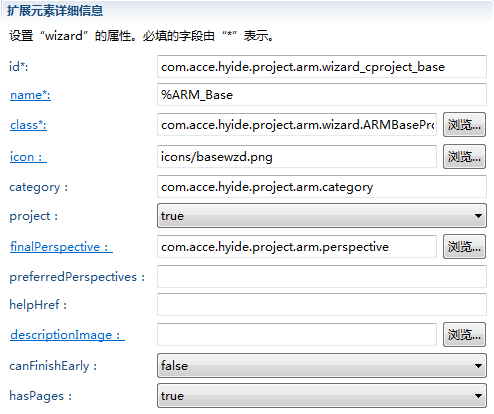 扩展元素详细信息
设置“wizard”的属性。必填的字段由“*”表示。
id*: com.acce.hyide.project.arm.wizard_cproject_base
name*: %ARM_Base
class*: com.acce.hyide.project.arm.wizard.ARMBasePro 浏览...
icon： icons/basewzd.png 浏览...
category： com.acce.hyide.project.arm.category
project： true
finalPerspective： com.acce.hyide.project.arm.perspective 浏览...
preferredPerspectives：
helpHref：
descriptionImage： 浏览...
canFinishEarly： false
hasPages： true